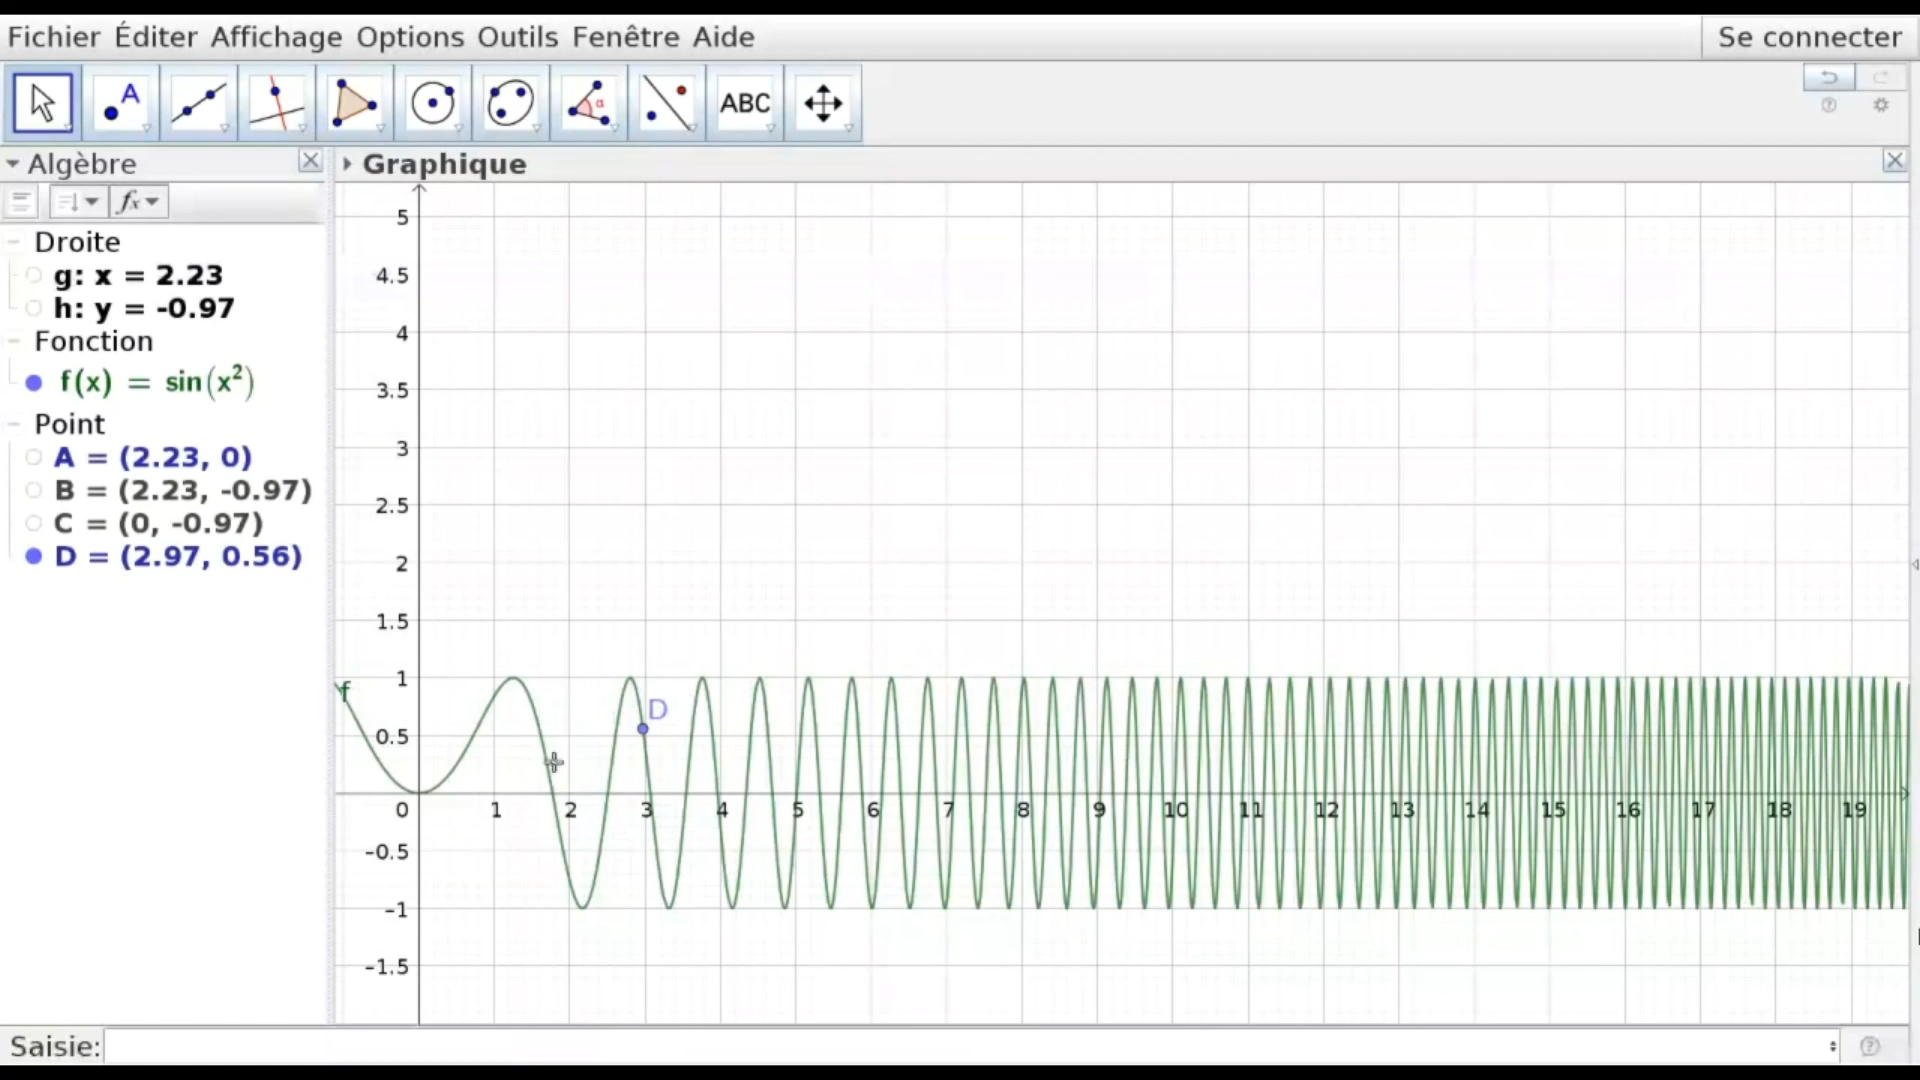 Fichier Éditer Affichage Options Outils Fenêtre Aide
Se connecter
A
α
ABC
Algèbre
Graphique
fx
Droite
g: x = 2.23
h: y = -0.97
Fonction
f(x) = sin(x²)
Point
A = (2.23, 0)
B = (2.23, -0.97)
C = (0, -0.97)
D = (2.97, 0.56)
5
4.5
4
3.5
3
2.5
2
1.5
1
f
D
0.5
0 1 2 3 4 5 6 7 8 9 10 11 12 13 14 15 16 17 18 19
-0.5
-1
-1.5
Saisie: